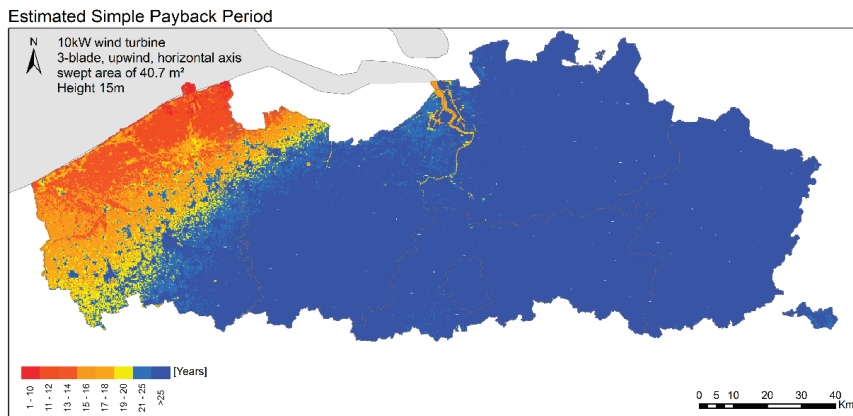 Estimated Simple Payback Period
N
10kW wind turbine
3-blade, upwind, horizontal axis
swept area of 40.7 m²
Height 15m
[Years]
1 - 10
11 - 12
13 - 14
15 - 16
17 - 18
19 - 20
21 - 25
>25
0 5 10 20 30 40
Km